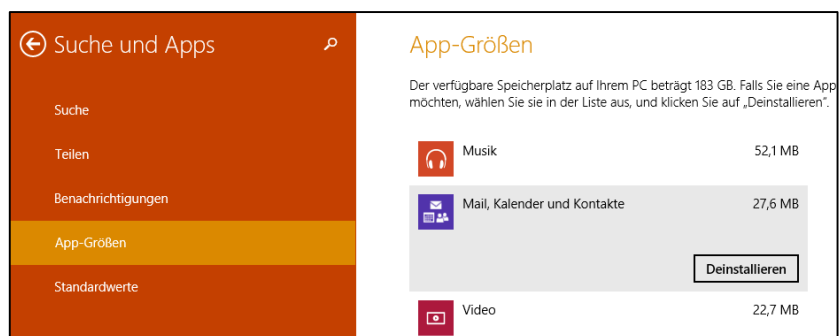 Suche und Apps
Suche
Teilen
Benachrichtigungen
App-Größen
Standardwerte
App-Größen
Der verfügbare Speicherplatz auf Ihrem PC beträgt 183 GB. Falls Sie eine App
möchten, wählen Sie sie in der Liste aus, und klicken Sie auf „Deinstallieren“.
Musik 52,1 MB
Mail, Kalender und Kontakte 27,6 MB
Deinstallieren
Video 22,7 MB